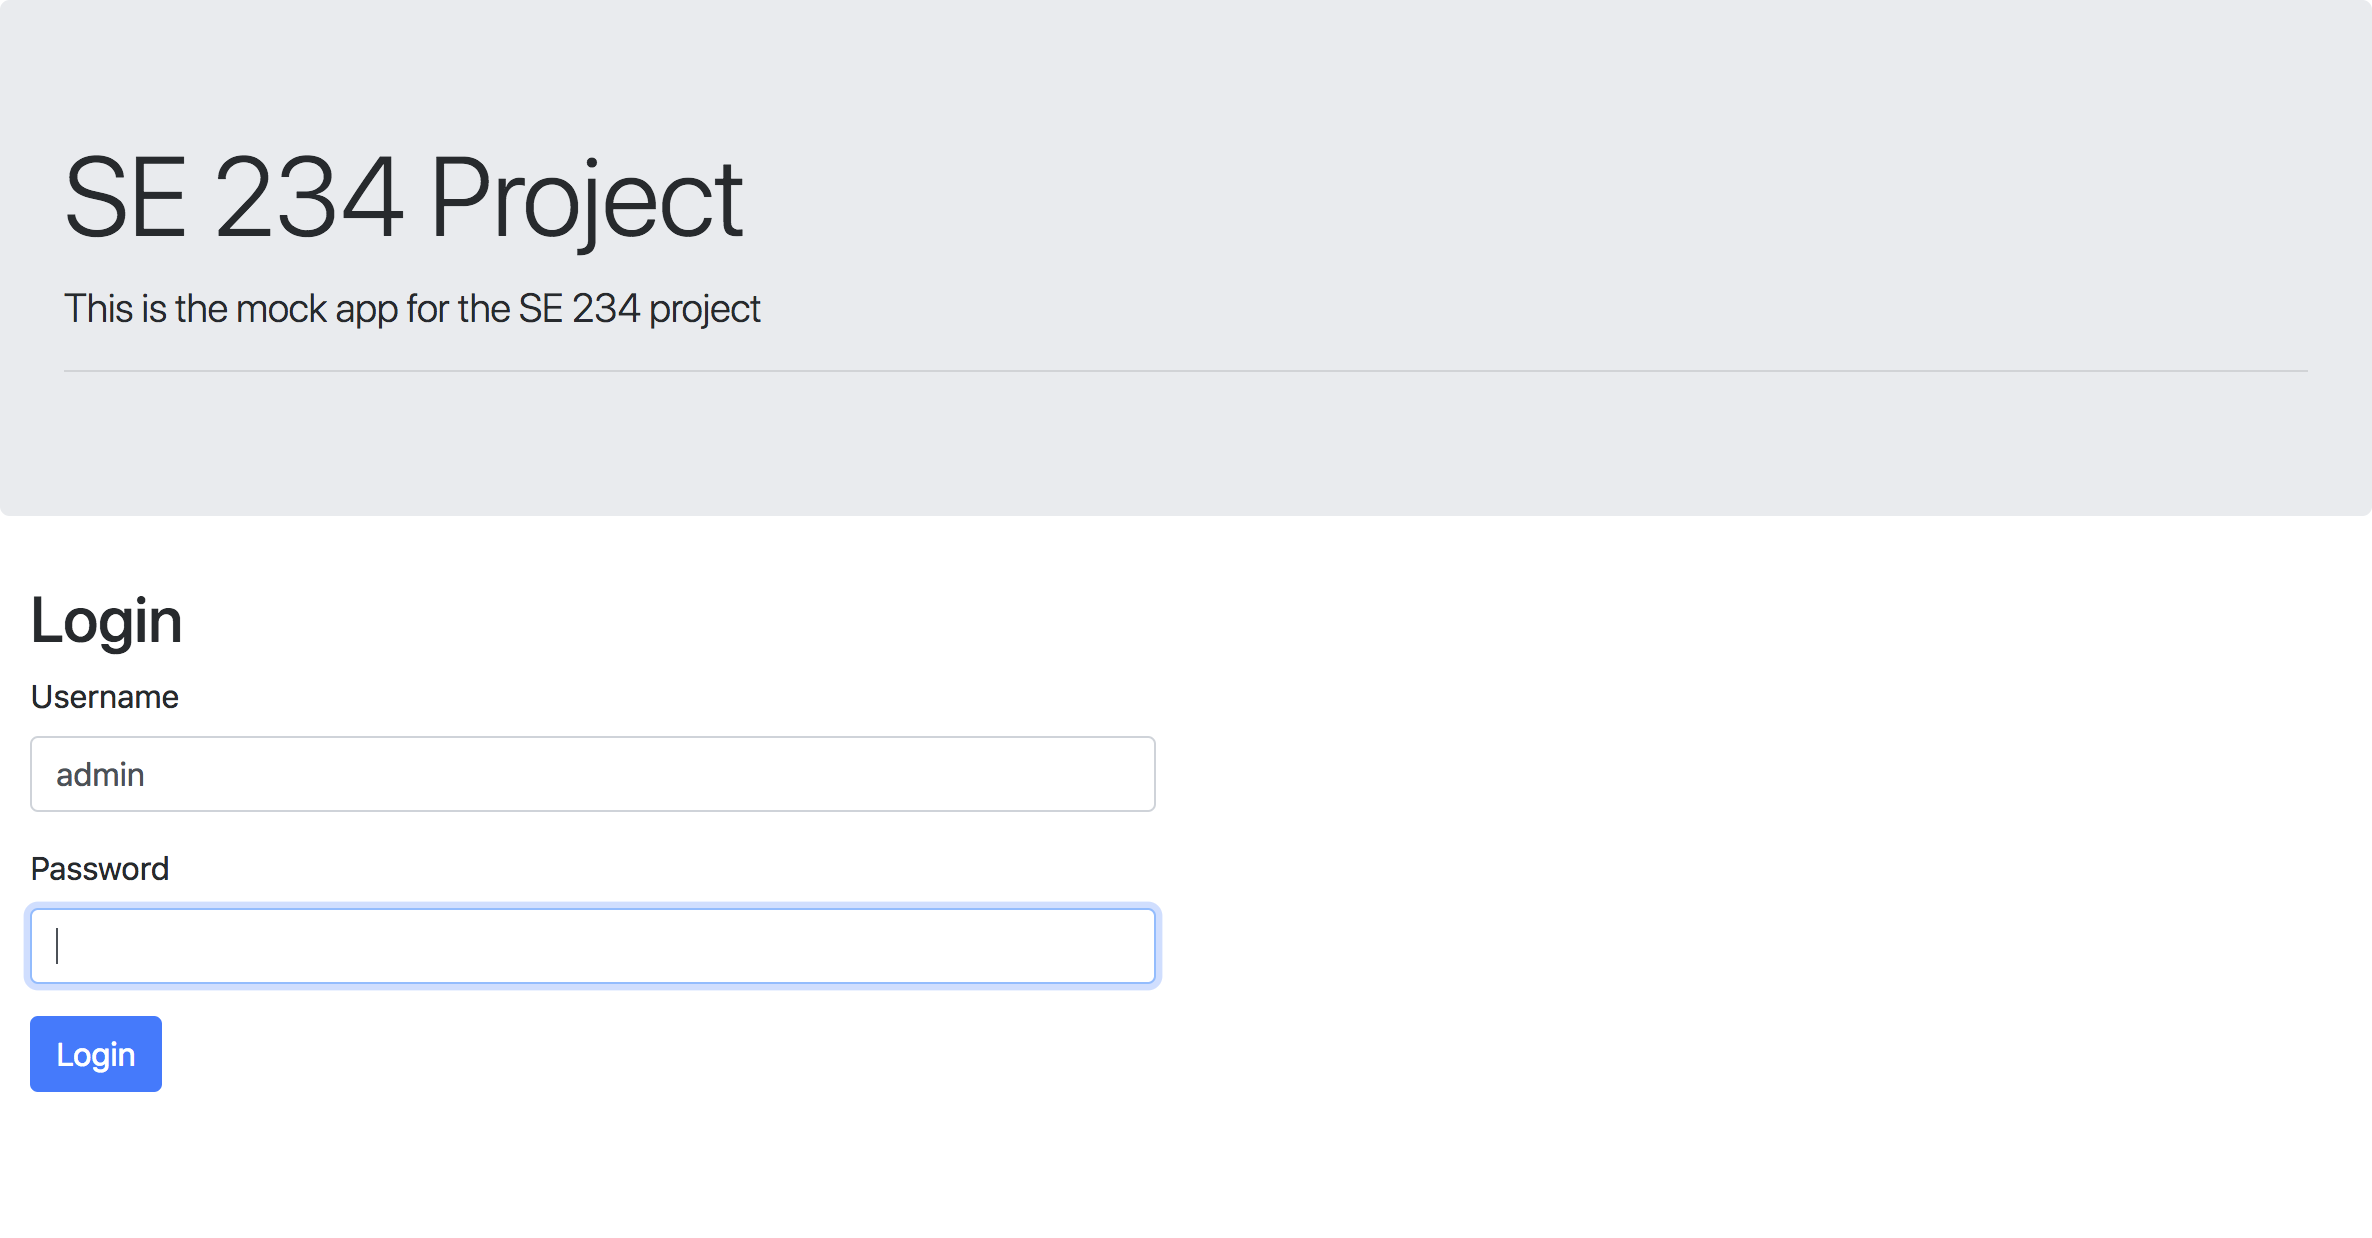 SE 234 Project
This is the mock app for the SE 234 project
Login
Username
admin
Password
Login